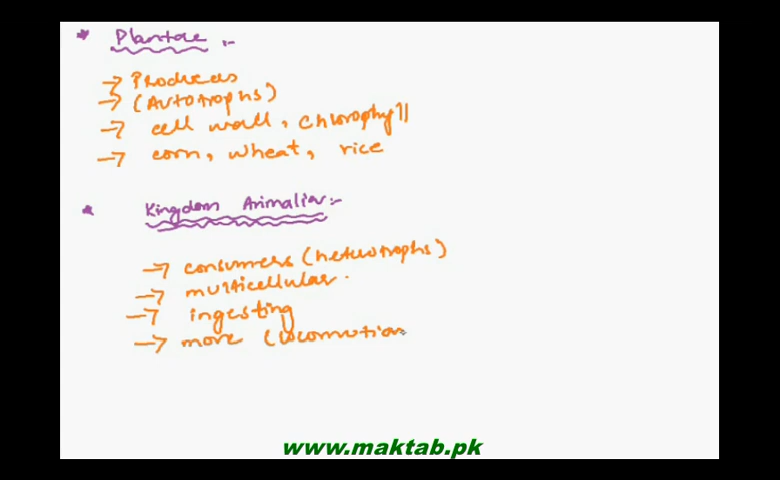 * Plantae :-
→ Producers
→ (Autotrophs)
→ cell wall, chlorophyll
→ corn, wheat, rice
* Kingdom Animalia:-
→ consumers (heterotrophs)
→ multicellular.
→ ingesting
→ more (locomotion
www.maktab.pk